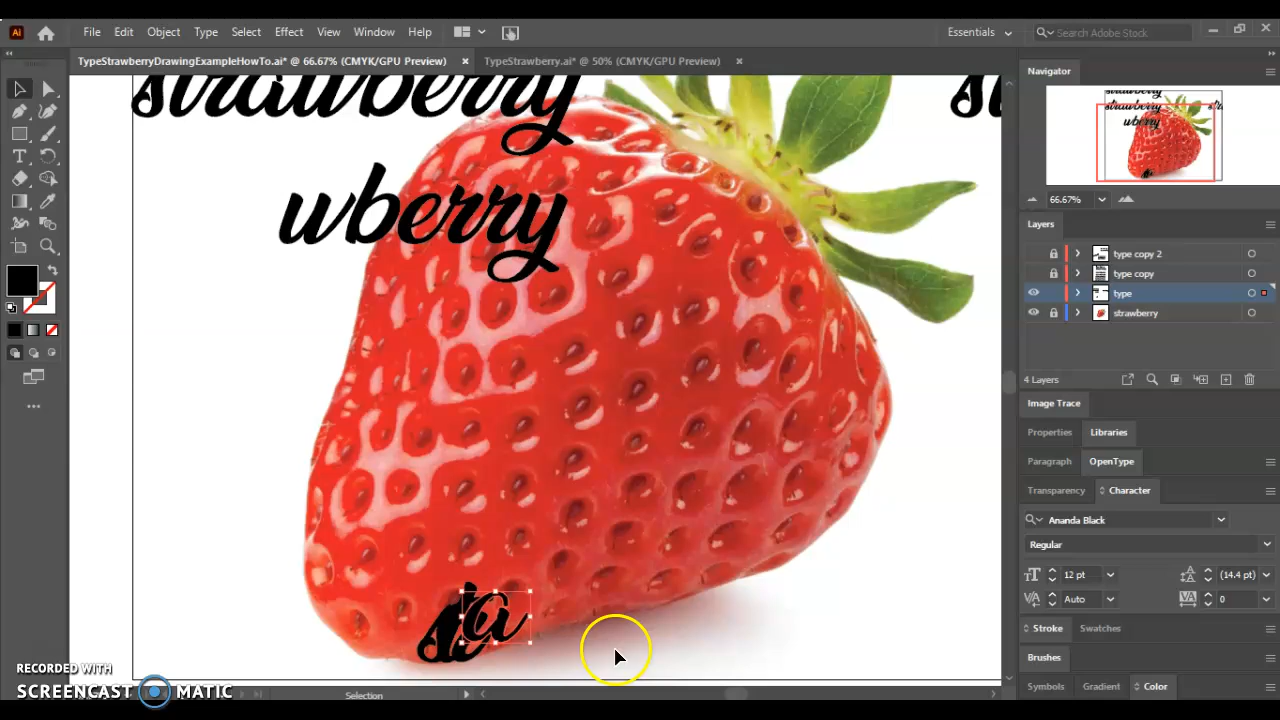 Ai File Edit Object Type Select Effect View Window Help Essentials Search Adobe Stock
TypeStrawberryDrawingExampleHowTo.ai* @ 66.67% (CMYK/GPU Preview) × TypeStrawberry.ai* @ 50% (CMYK/GPU Preview) ×
strawberry
wberry
a
Navigator
strawberry
wberry
66.67%
Layers
type copy 2
type copy
type
strawberry
4 Layers
Image Trace
Properties Libraries
Paragraph OpenType
Transparency Character
Ananda Black
Regular
12 pt (14.4 pt)
Auto 0
Stroke Swatches
Brushes
Symbols Gradient Color
Selection
RECORDED WITH
SCREENCAST MATIC